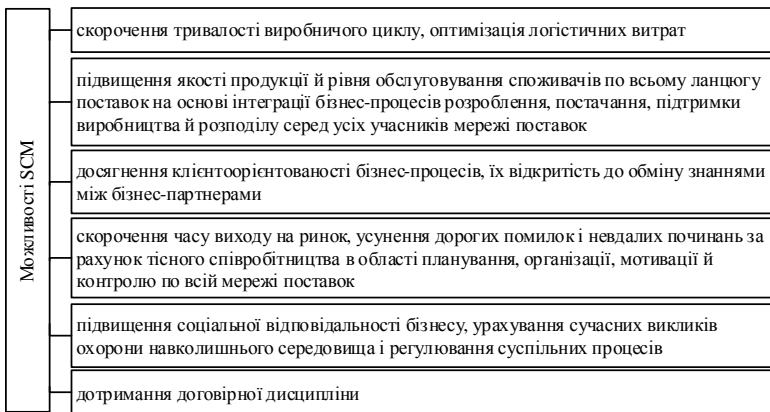 Можливості SCM
скорочення тривалості виробничого циклу, оптимізація логістичних витрат
підвищення якості продукції й рівня обслуговування споживачів по всьому ланцюгу
поставок на основі інтеграції бізнес-процесів розроблення, постачання, підтримки
виробництва й розподілу серед усіх учасників мережі поставок
досягнення клієнтоорієнтованості бізнес-процесів, їх відкритість до обміну знаннями
між бізнес-партнерами
скорочення часу виходу на ринок, усунення дорогих помилок і невдалих починань за
рахунок тісного співробітництва в області планування, організації, мотивації й
контролю по всій мережі поставок
підвищення соціальної відповідальності бізнесу, урахування сучасних викликів
охорони навколишнього середовища і регулювання суспільних процесів
дотримання договірної дисципліни